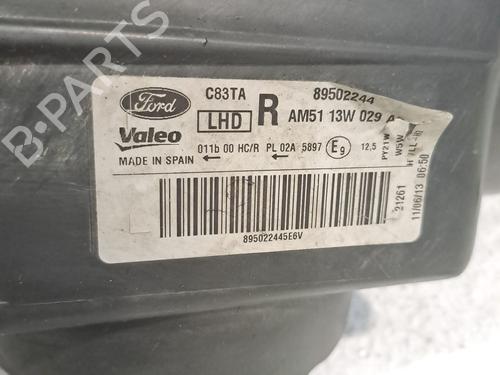 C83TA 89502244
Ford LHD R AM51 13W 029
Valeo 011b 00 HC/R PL 02A 5897 E9 12,5
MADE IN SPAIN
895022445E6V
PY21W
W5W
21261
11/06/13 06:50
B-PARTS